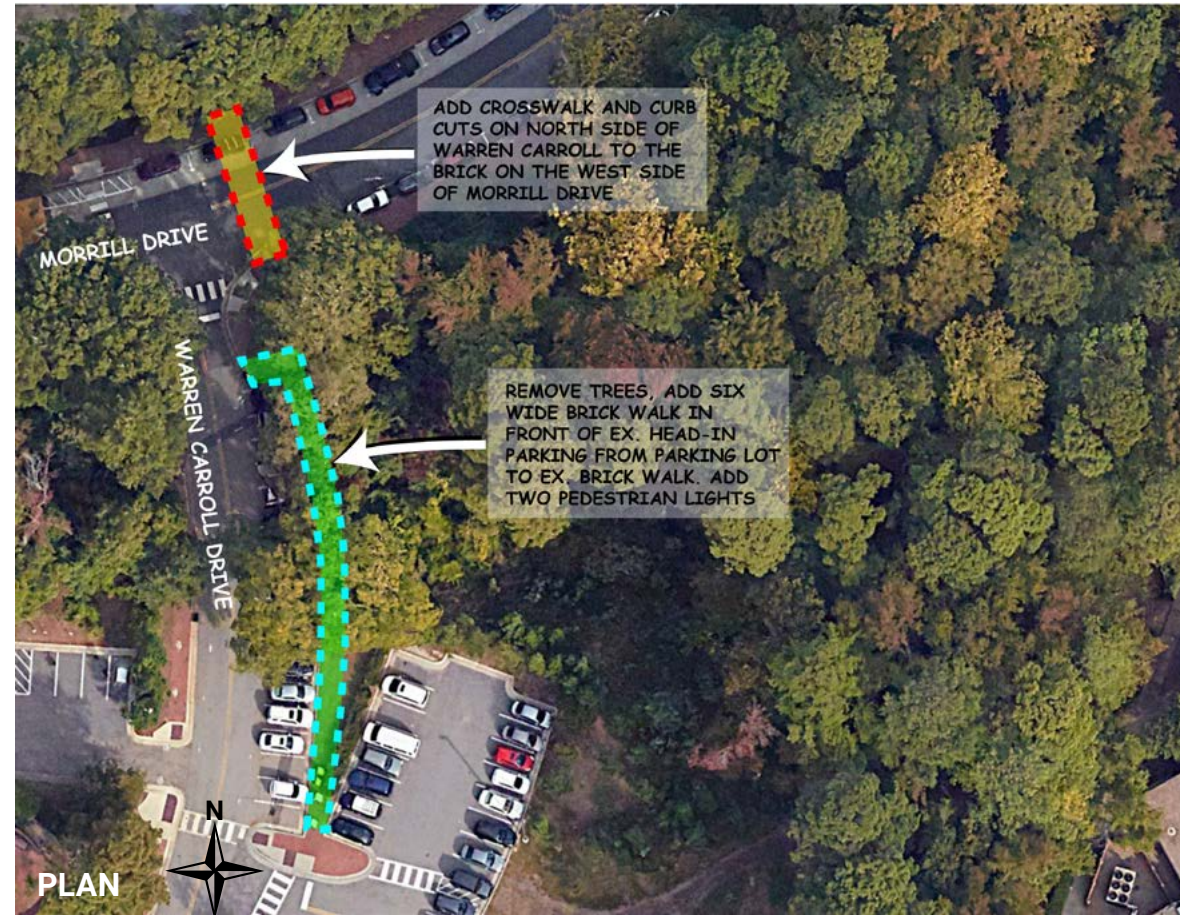 ADD CROSSWALK AND CURB
CUTS ON NORTH SIDE OF
WARREN CARROLL TO THE
BRICK ON THE WEST SIDE
OF MORRILL DRIVE
MORRILL DRIVE
WARREN CARROLL DRIVE
REMOVE TREES, ADD SIX
WIDE BRICK WALK IN
FRONT OF EX. HEAD-IN
PARKING FROM PARKING LOT
TO EX. BRICK WALK. ADD
TWO PEDESTRIAN LIGHTS
N
PLAN